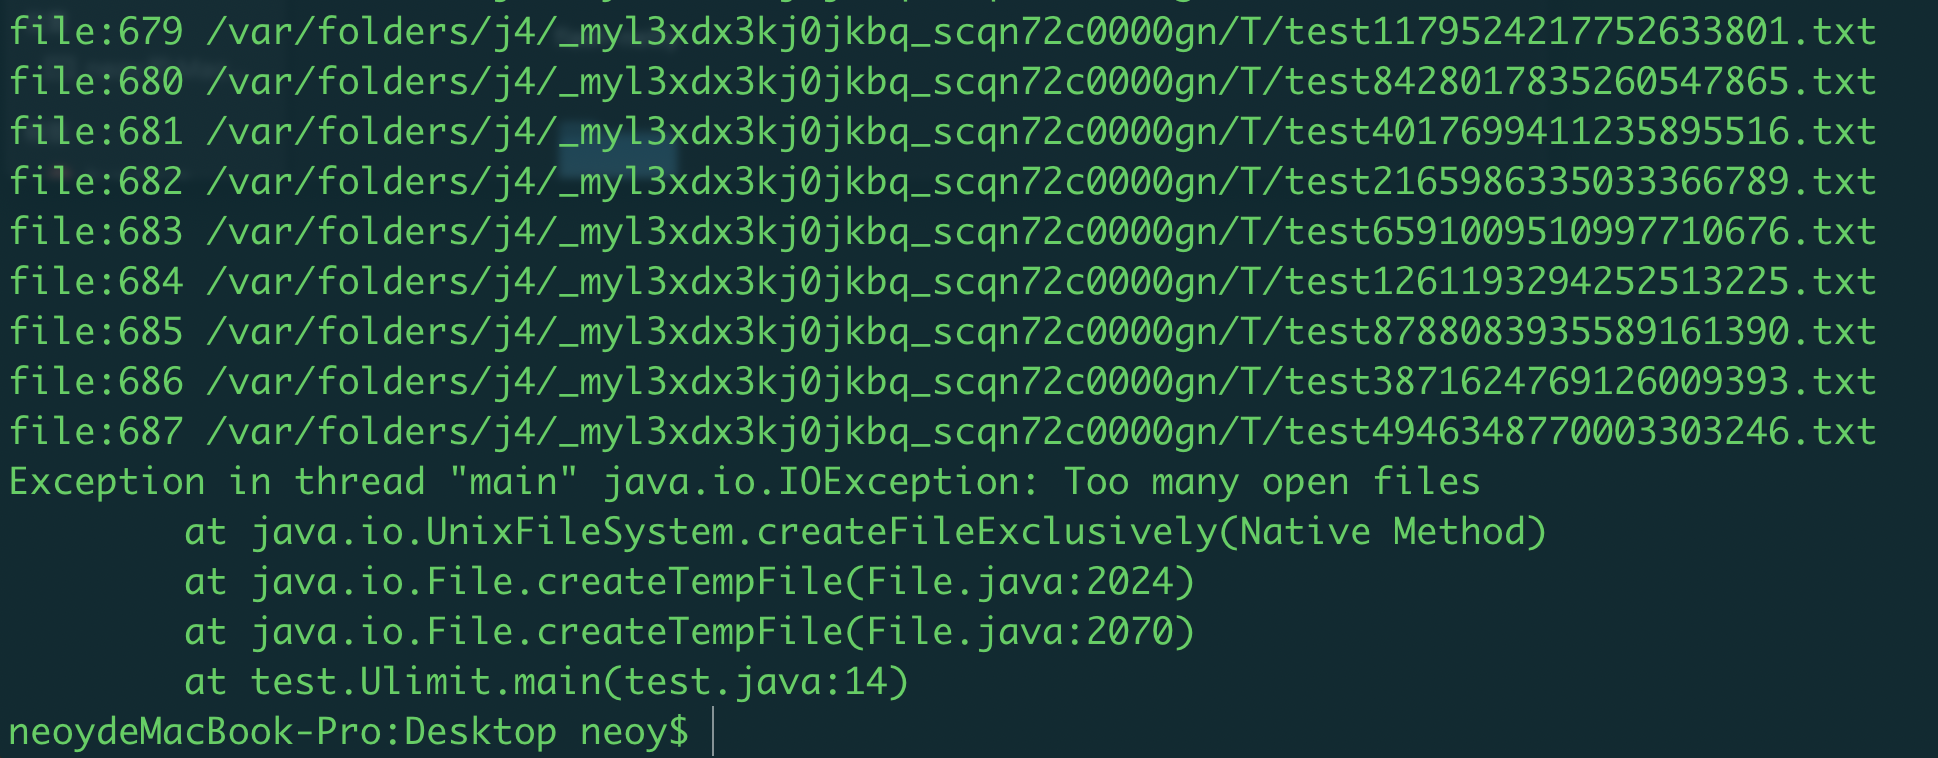 file:679 /var/folders/j4/_myl3xdx3kj0jkbq_scqn72c0000gn/T/test1179524217752633801.txt
file:680 /var/folders/j4/_myl3xdx3kj0jkbq_scqn72c0000gn/T/test8428017835260547865.txt
file:681 /var/folders/j4/_myl3xdx3kj0jkbq_scqn72c0000gn/T/test4017699411235895516.txt
file:682 /var/folders/j4/_myl3xdx3kj0jkbq_scqn72c0000gn/T/test2165986335033366789.txt
file:683 /var/folders/j4/_myl3xdx3kj0jkbq_scqn72c0000gn/T/test6591009510997710676.txt
file:684 /var/folders/j4/_myl3xdx3kj0jkbq_scqn72c0000gn/T/test1261193294252513225.txt
file:685 /var/folders/j4/_myl3xdx3kj0jkbq_scqn72c0000gn/T/test8788083935589161390.txt
file:686 /var/folders/j4/_myl3xdx3kj0jkbq_scqn72c0000gn/T/test3871624769126009393.txt
file:687 /var/folders/j4/_myl3xdx3kj0jkbq_scqn72c0000gn/T/test4946348770003303246.txt
Exception in thread "main" java.io.IOException: Too many open files
at java.io.UnixFileSystem.createFileExclusively(Native Method)
at java.io.File.createTempFile(File.java:2024)
at java.io.File.createTempFile(File.java:2070)
at test.Ulimit.main(test.java:14)
neoydeMacBook-Pro:Desktop neoy$